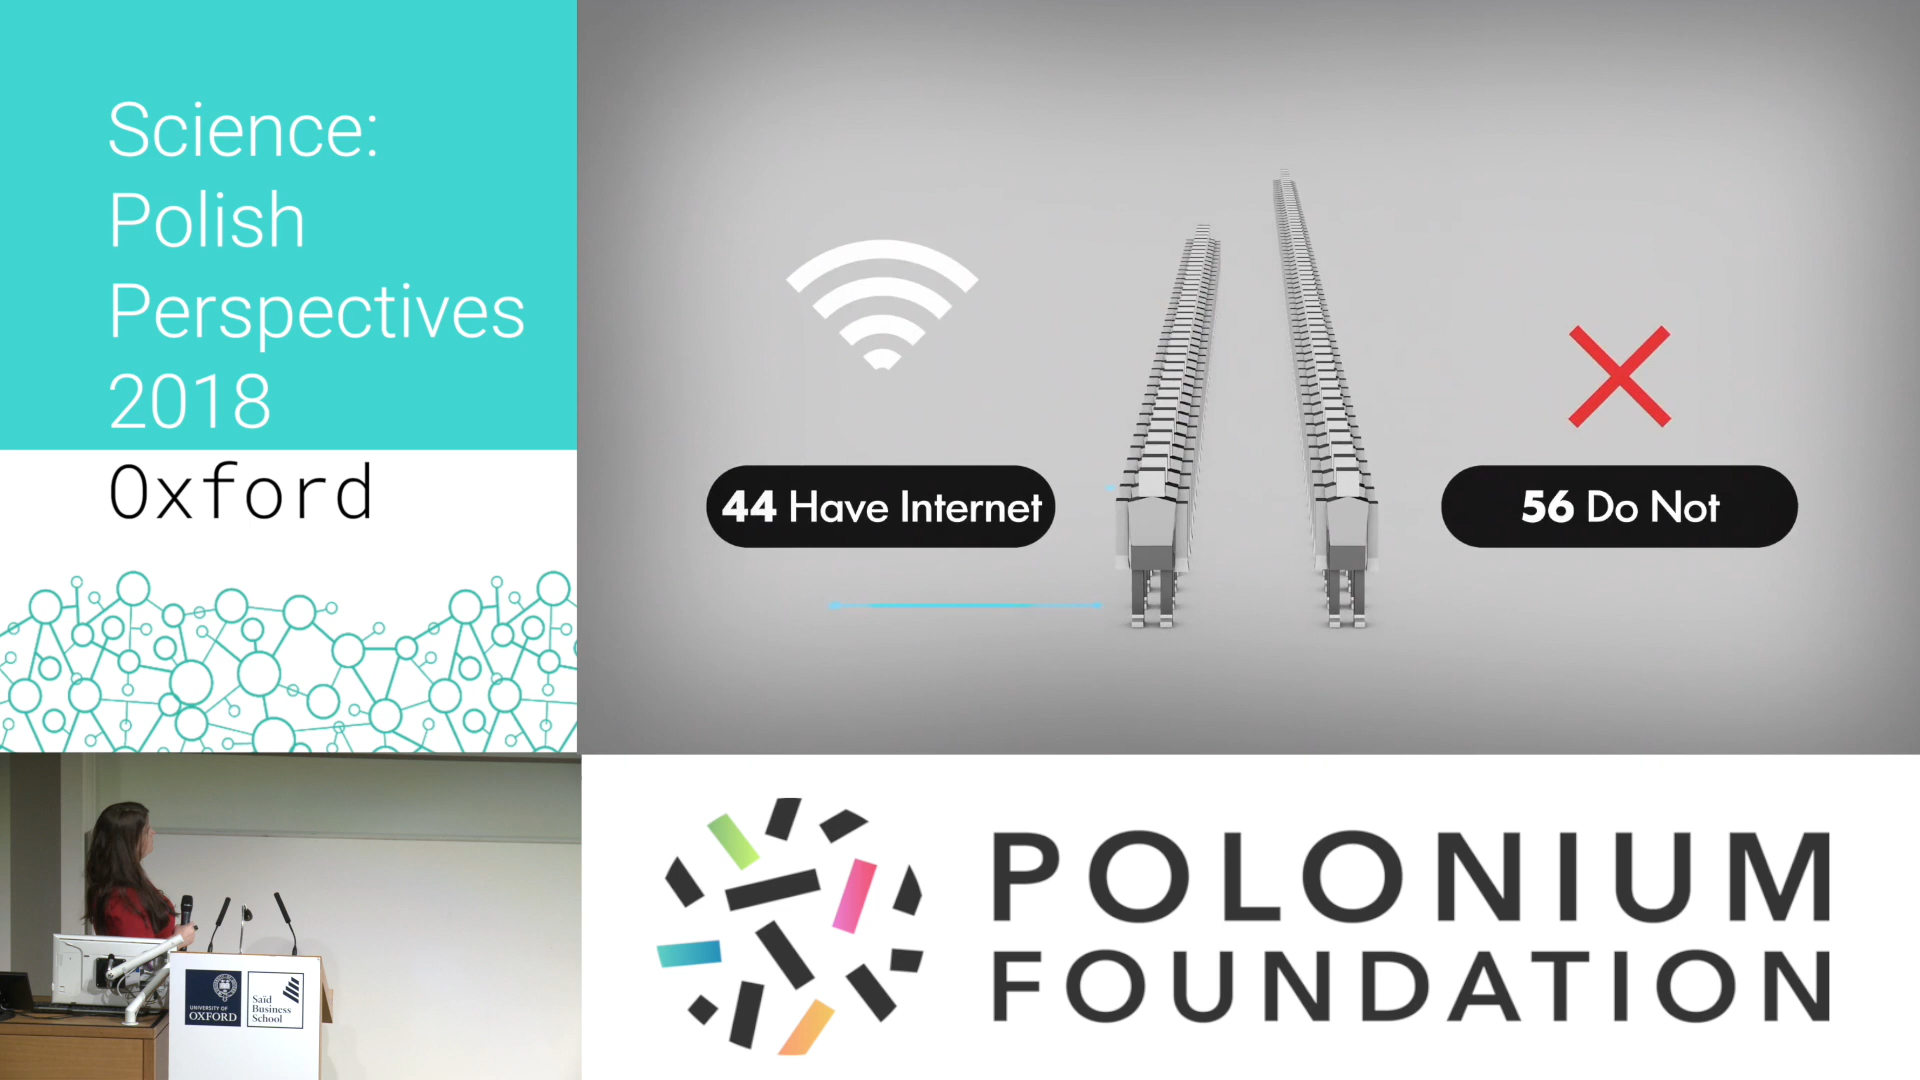 Science:
Polish
Perspectives
2018
Oxford
44 Have Internet
56 Do Not
UNIVERSITY OF
OXFORD
Saïd
Business
School
POLONIUM
FOUNDATION